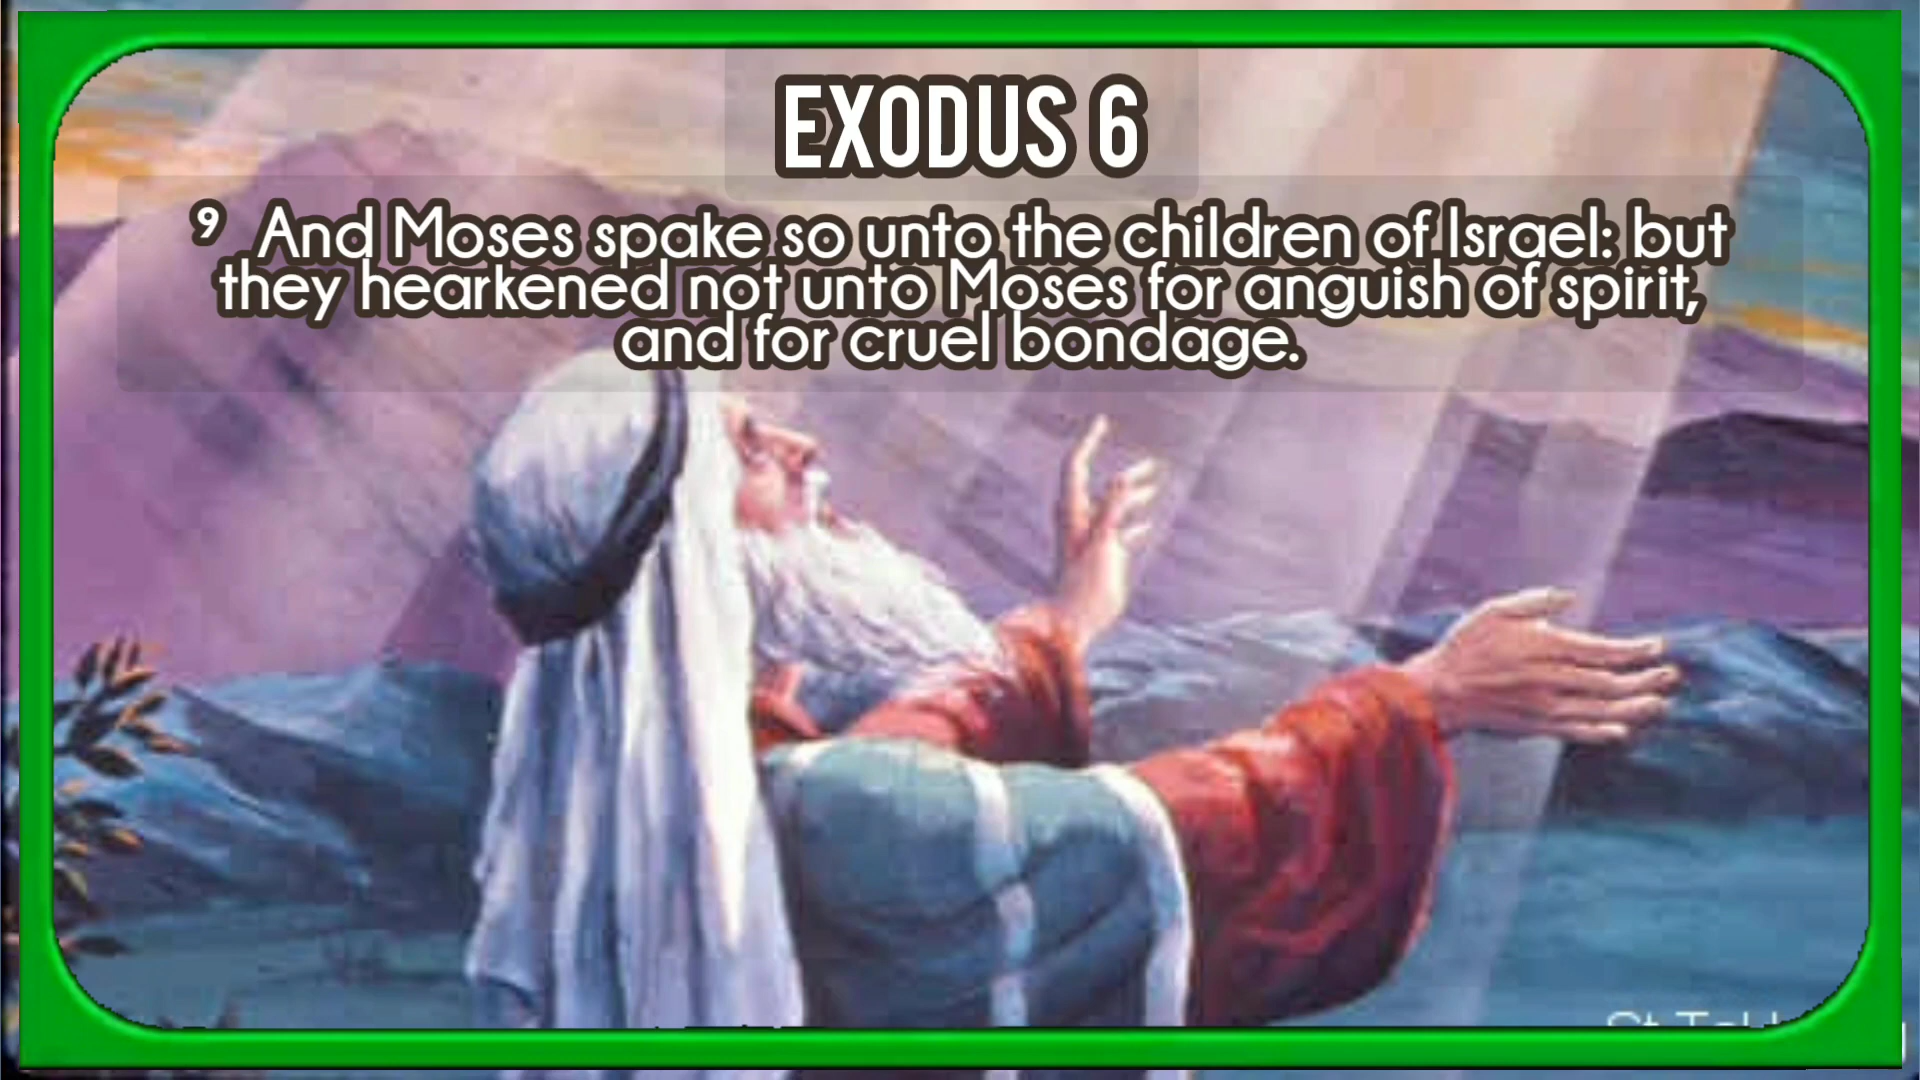 EXODUS 6
9 And Moses spake so unto the children of Israel: but
they hearkened not unto Moses for anguish of spirit,
and for cruel bondage.